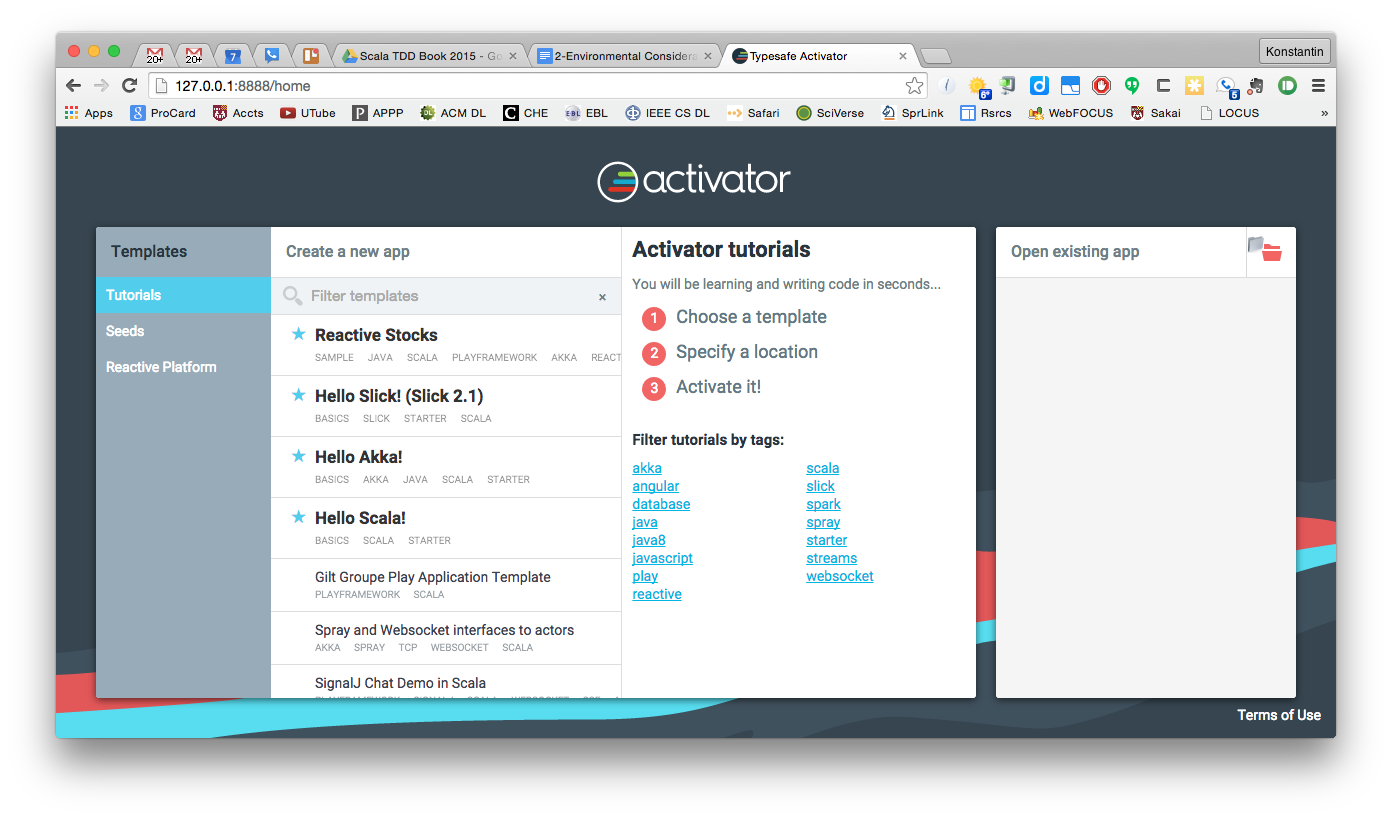 20+
20+
7
Scala TDD Book 2015 - Go
2-Environmental Considera
Typesafe Activator
Konstantin
127.0.0.1:8888/home
6*
5
Apps
ProCard
Accts
UTube
APPP
ACM DL
CHE
EBL
IEEE CS DL
Safari
SciVerse
SprLink
Rsrcs
WebFOCUS
Sakai
LOCUS
»
activator
Templates
Tutorials
Seeds
Reactive Platform
Create a new app
Filter templates
×
Reactive Stocks
SAMPLE JAVA SCALA PLAYFRAMEWORK AKKA REACT
Hello Slick! (Slick 2.1)
BASICS SLICK STARTER SCALA
Hello Akka!
BASICS AKKA JAVA SCALA STARTER
Hello Scala!
BASICS SCALA STARTER
Gilt Groupe Play Application Template
PLAYFRAMEWORK SCALA
Spray and Websocket interfaces to actors
AKKA SPRAY TCP WEBSOCKET SCALA
SignalJ Chat Demo in Scala
Activator tutorials
You will be learning and writing code in seconds...
1 Choose a template
2 Specify a location
3 Activate it!
Filter tutorials by tags:
akka
angular
database
java
java8
javascript
play
reactive
scala
slick
spark
spray
starter
streams
websocket
Open existing app
Terms of Use